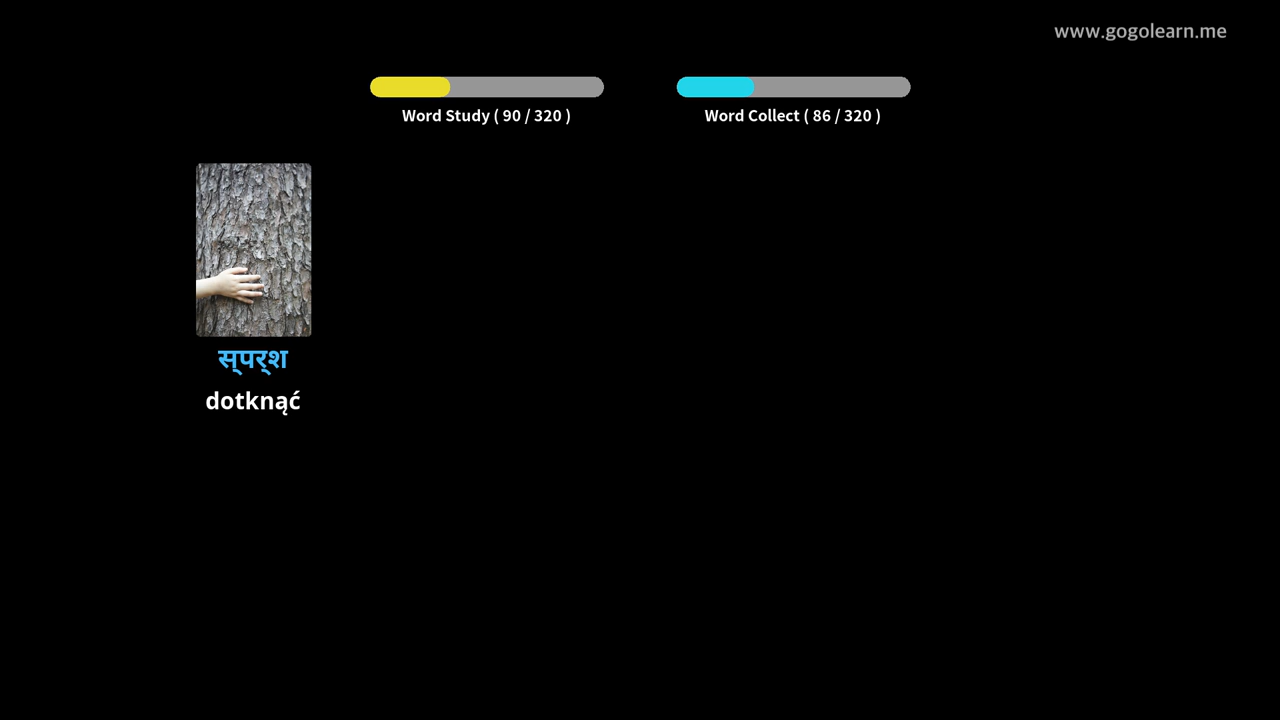 www.gogolearn.me
Word Study ( 90 / 320 )
Word Collect ( 86 / 320 )
स्‌पर्‌श
dotknąć